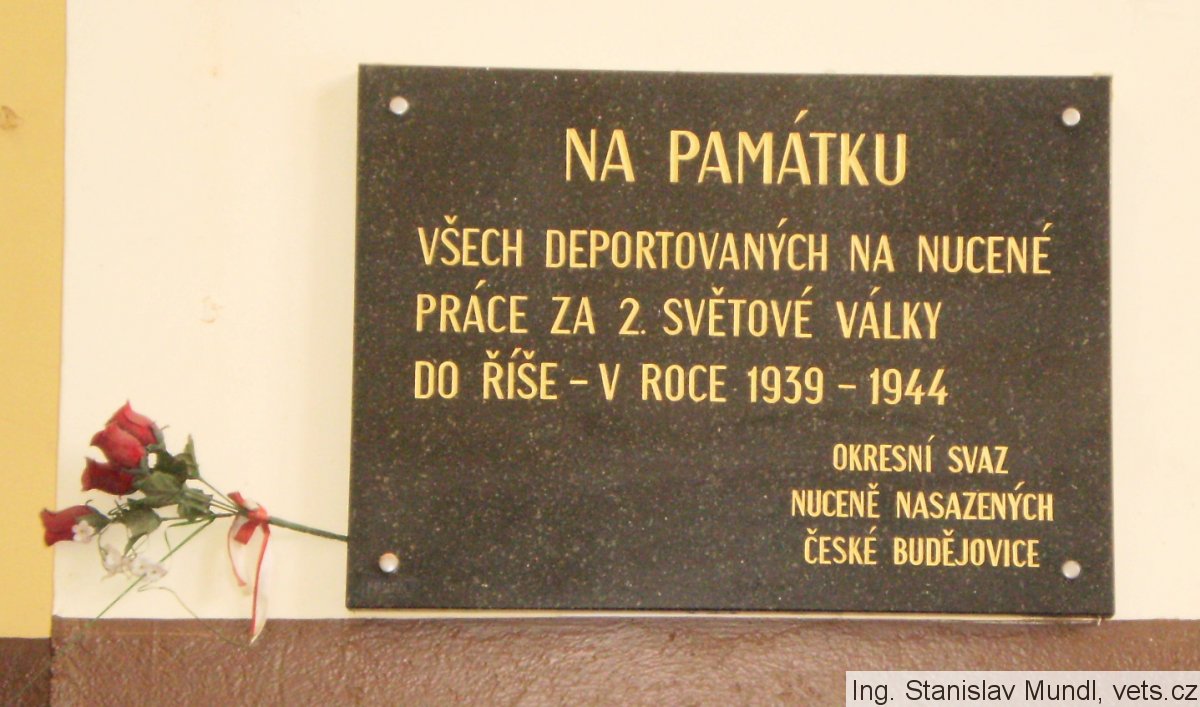 NA PAMÁTKU
VŠECH DEPORTOVANÝCH NA NUCENÉ
PRÁCE ZA 2. SVĚTOVÉ VÁLKY
DO ŘÍŠE – V ROCE 1939 – 1944
OKRESNÍ SVAZ
NUCENĚ NASAZENÝCH
ČESKÉ BUDĚJOVICE
Ing. Stanislav Mundl, vets.cz